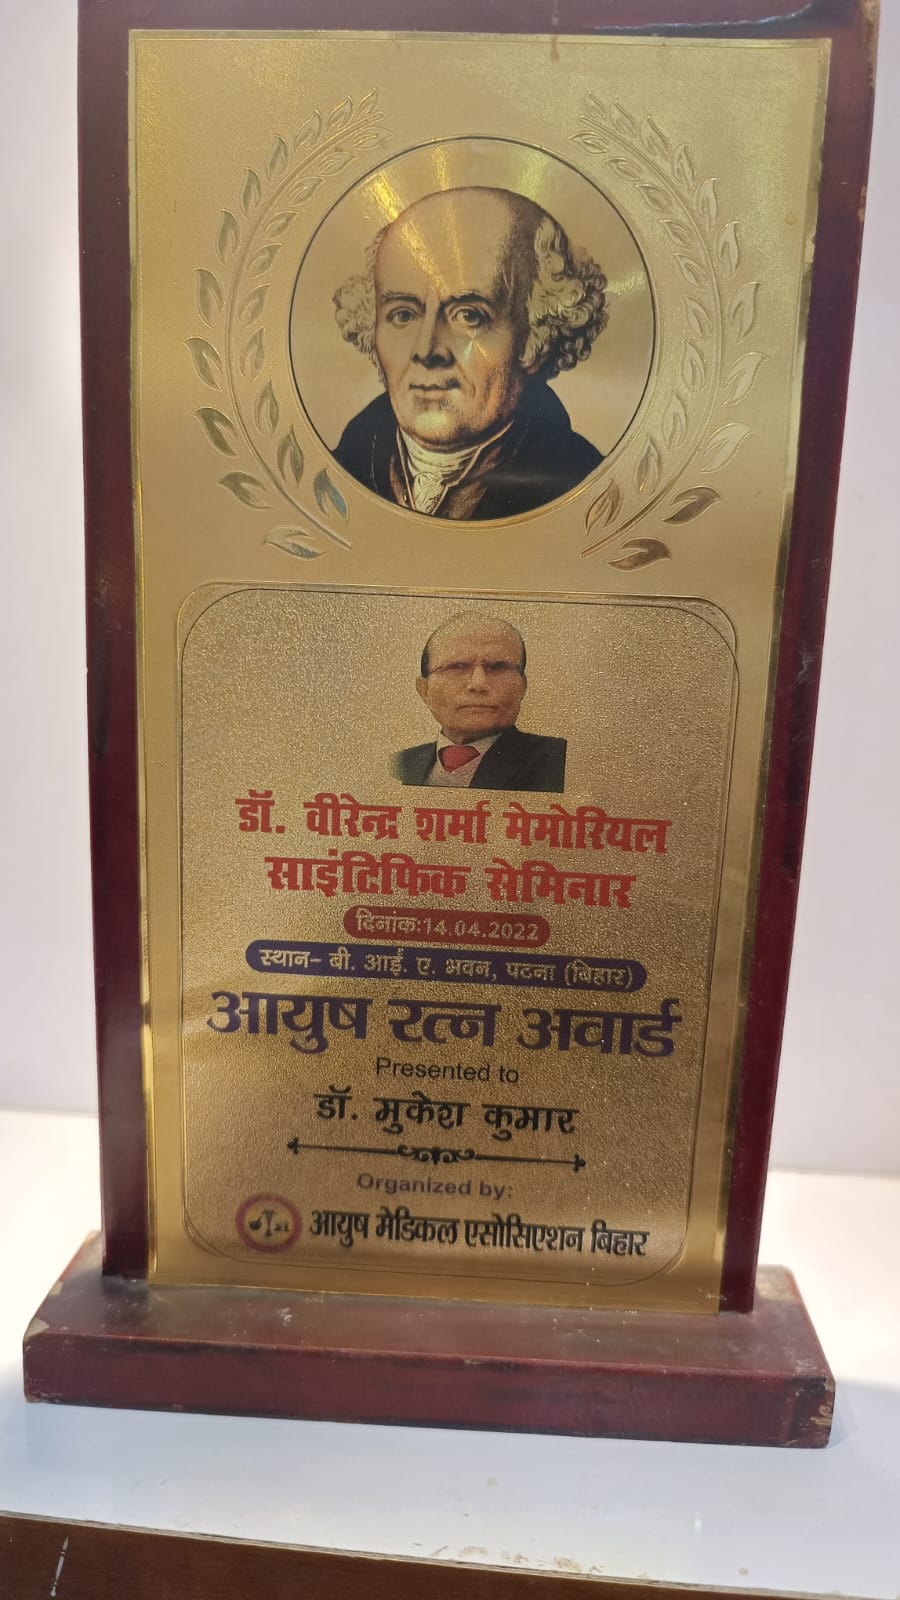 डॉ. वीरेन्द्र शर्मा मेमोरियल
साइंटिफिक सेमिनार
दिनांकः14.04.2022
स्थान- बी. आई. ए. भवन, पटना (बिहार)
आयुष रत्न अवार्ड
Presented to
डॉ. मुकेश कुमार
Organized by:
आयुष मेडिकल एसोसिएशन बिहार